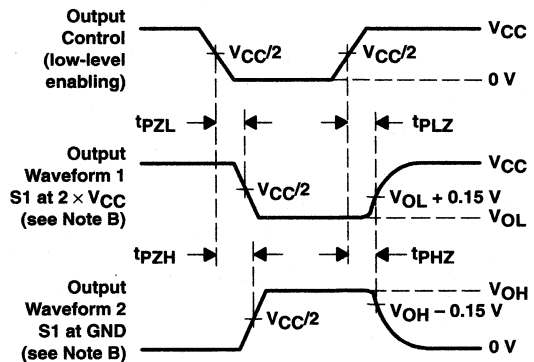 Output
Control
(low-level
enabling)
VCC/2
VCC/2
VCC
0 V
tPZL
tPLZ
Output
Waveform 1
S1 at 2 × VCC
(see Note B)
VCC/2
VCC
VOL + 0.15 V
VOL
tPZH
tPHZ
Output
Waveform 2
S1 at GND
(see Note B)
VCC/2
VOH
VOH − 0.15 V
0 V